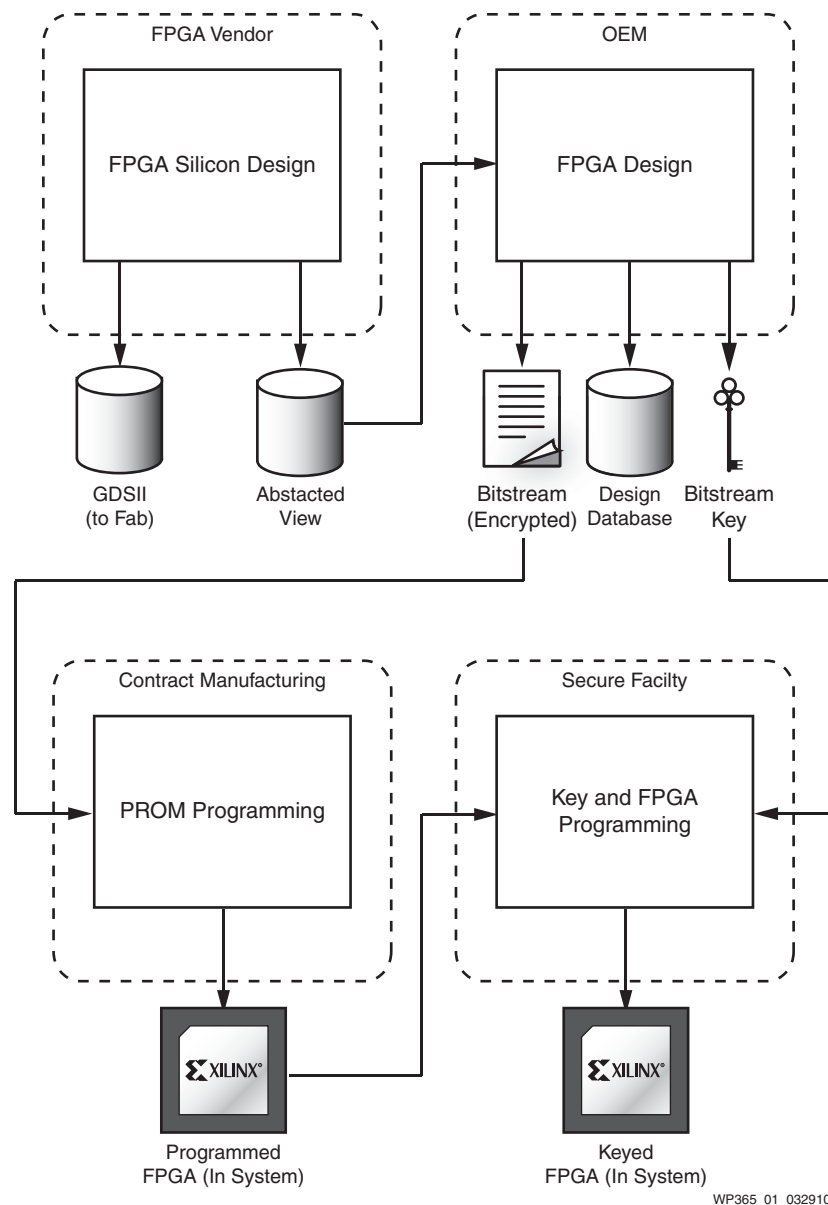 FPGA Vendor
OEM
FPGA Silicon Design
FPGA Design
GDSII
(to Fab)
Abstacted
View
Bitstream
(Encrypted)
Design
Database
Bitstream
Key
Contract Manufacturing
Secure Facilty
PROM Programming
Key and FPGA
Programming
XILINX®
XILINX®
Programmed
FPGA (In System)
Keyed
FPGA (In System)
WP365_01_032910